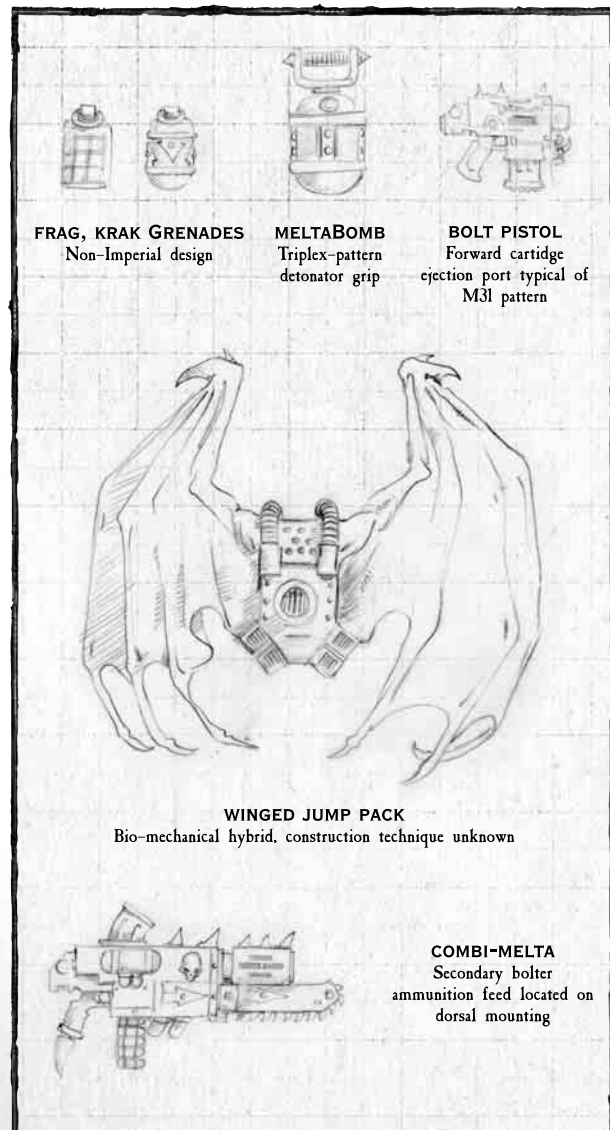 FRAG, KRAK GRENADES
Non-Imperial design
MELTABOMB
Triplex-pattern
detonator grip
BOLT PISTOL
Forward cartidge
ejection port typical of
M31 pattern
WINGED JUMP PACK
Bio-mechanical hybrid, construction technique unknown
COMBI-MELTA
Secondary bolter
ammunition feed located on
dorsal mounting